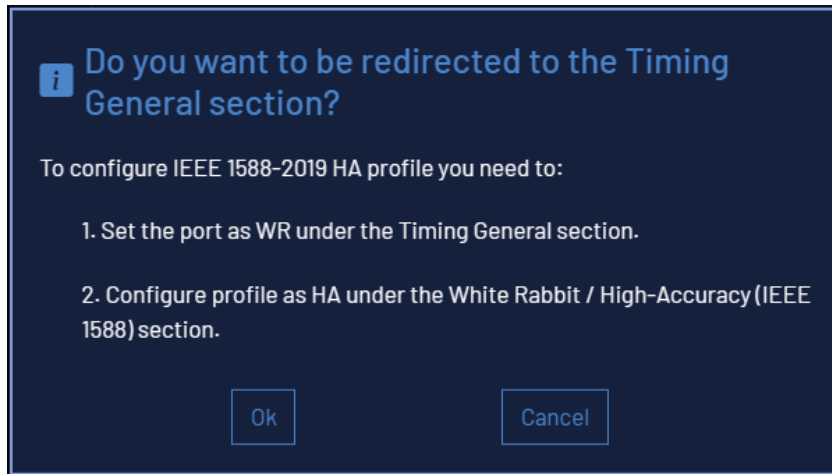 Do you want to be redirected to the Timing
General section?
To configure IEEE 1588-2019 HA profile you need to:
1. Set the port as WR under the Timing General section.
2. Configure profile as HA under the White Rabbit / High-Accuracy (IEEE
1588) section.
Ok
Cancel